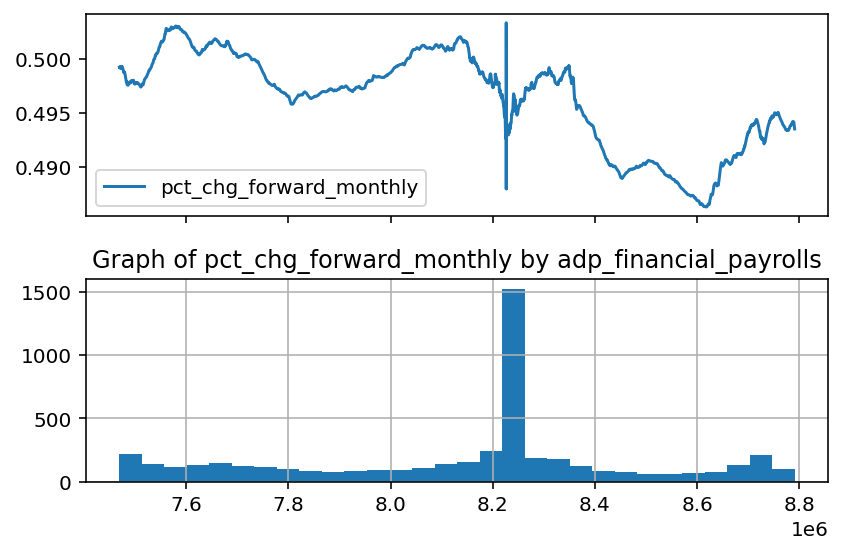 0.500
0.495
0.490
pct_chg_forward_monthly
Graph of pct_chg_forward_monthly by adp_financial_payrolls
1500
1000
500
0
7.6 7.8 8.0 8.2 8.4 8.6 8.8
1e6